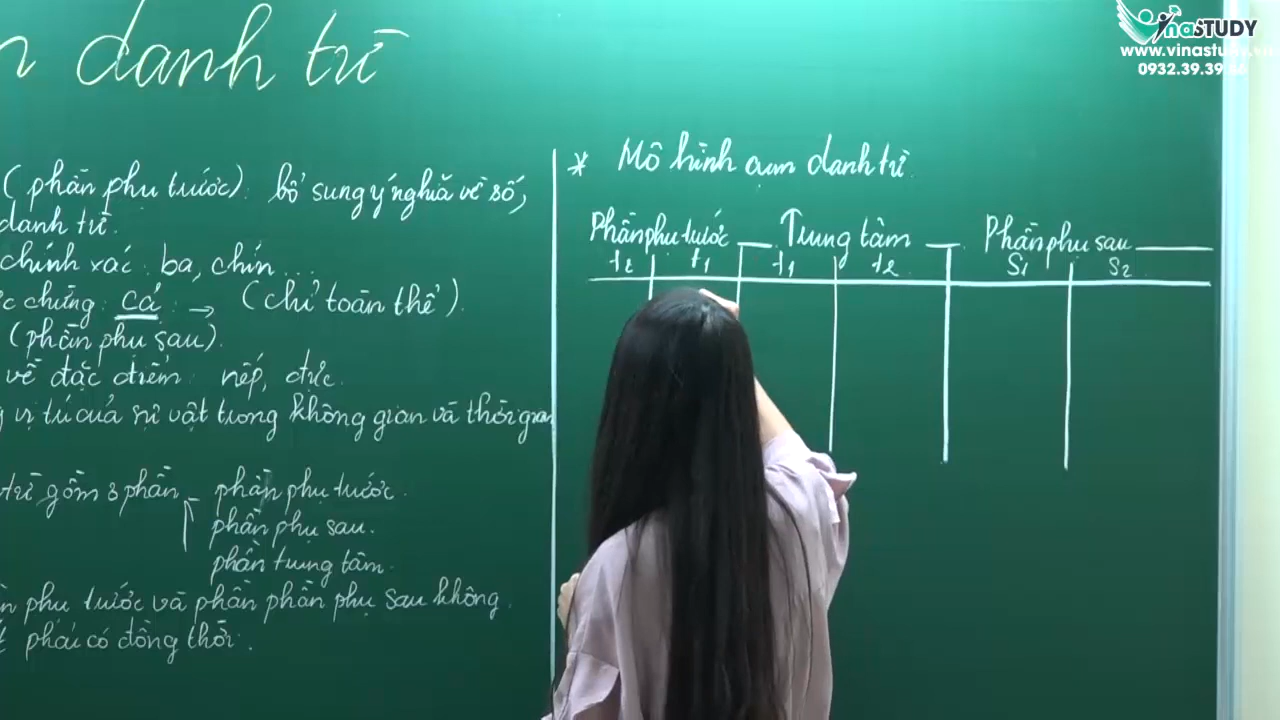 danh từ
(phần phụ trước). bổ sung ý nghĩa về số,
danh từ.
chính xác. ba, chín ...
chừng: cả → (chỉ toàn thể).
(phần phụ sau).
về đặc điểm: nếp, đực.
vị trí của sự vật trong không gian và thời gian
từ gồm 3 phần phần phụ trước.
phần phụ sau.
phần trung tâm.
phụ trước và phần phần phụ sau không
phải có đồng thời.
* Mô hình cụm danh từ.
Phần phụ trước Trung tâm Phần phụ sau
t2 t1 t1 t2 S1 S2
VinaSTUDY
www.vinastudy.vn
0932.39.39.56